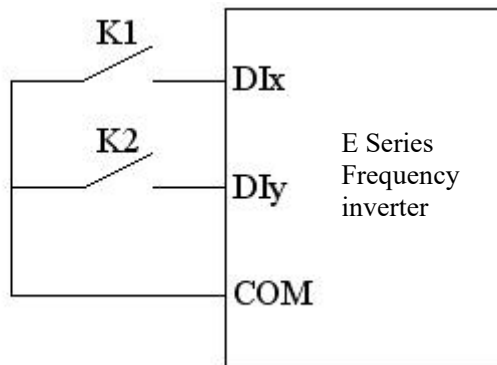 K1
DIx
K2
DIy
E Series
Frequency
inverter
COM